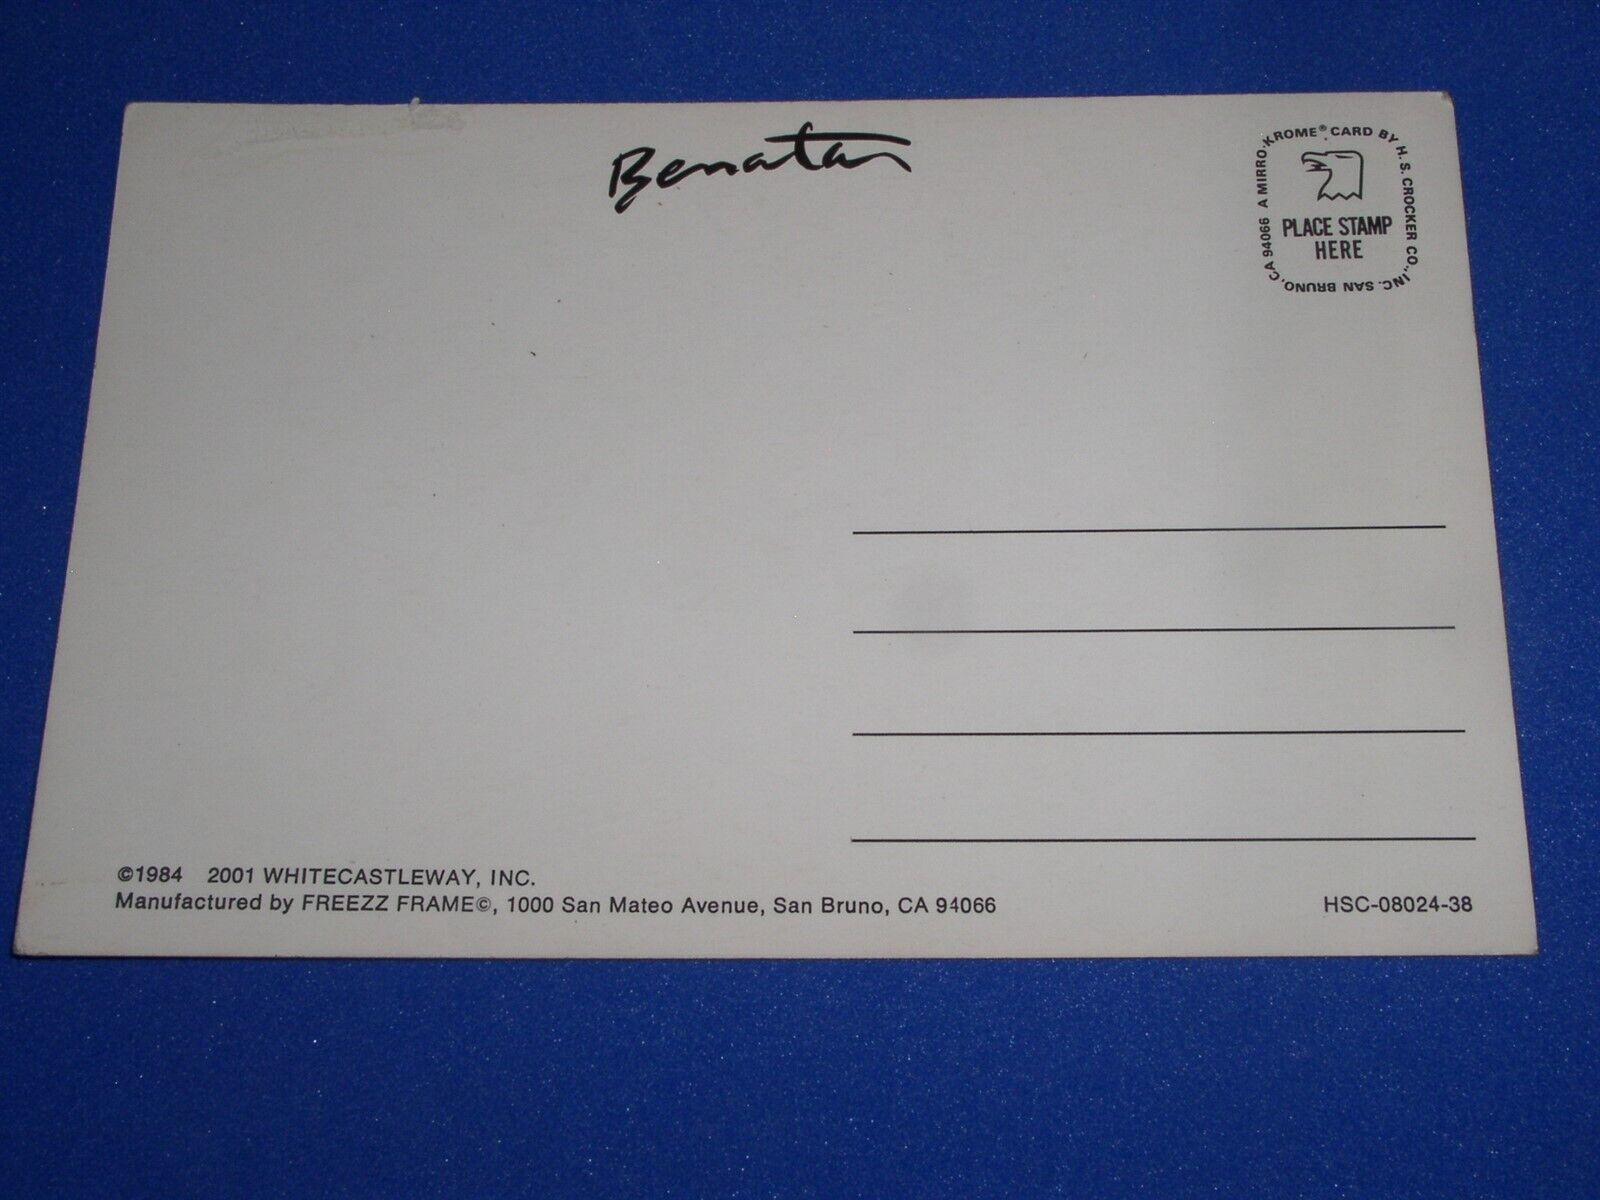 Benatar
A MIRRO-KROME® CARD BY H. S. CROCKER CO., INC. SAN BRUNO, CA 94066
PLACE STAMP
HERE
©1984 2001 WHITECASTLEWAY, INC.
Manufactured by FREEZZ FRAME©, 1000 San Mateo Avenue, San Bruno, CA 94066
HSC-08024-38